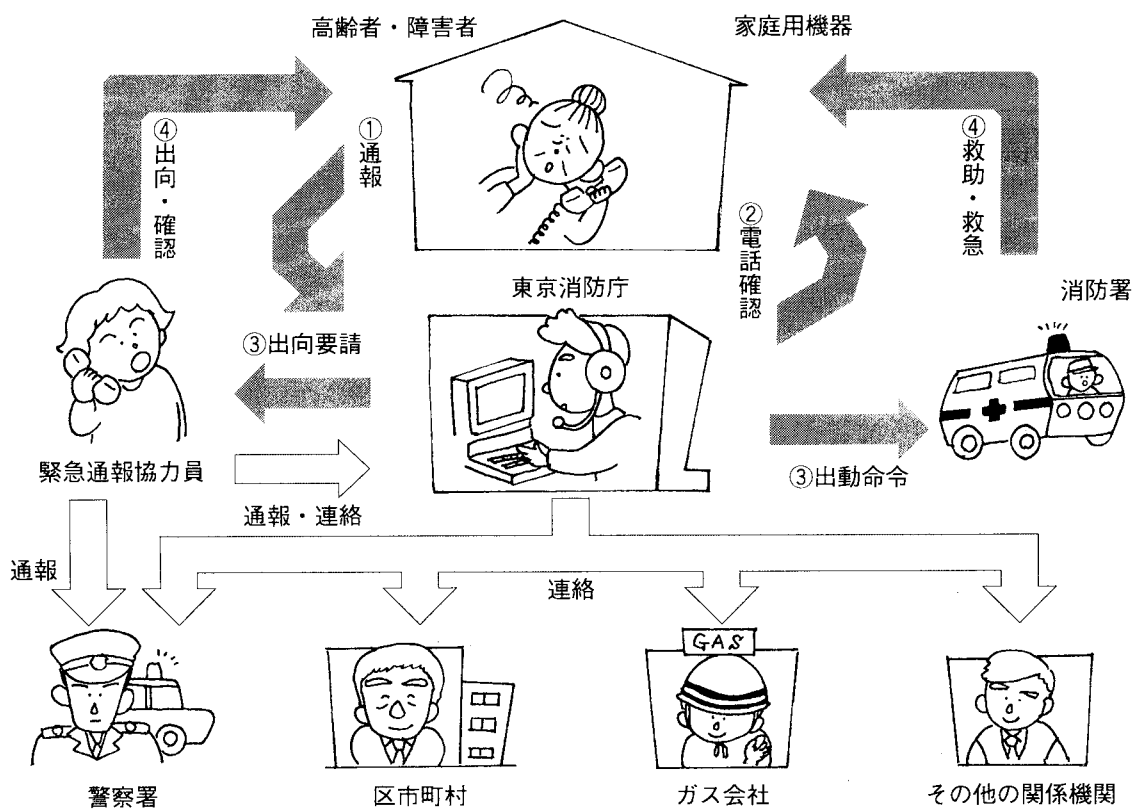 高齢者・障害者
家庭用機器
④出向・確認
①通報
②電話確認
④救助・救急
東京消防庁
消防署
③出向要請
緊急通報協力員
③出動命令
通報・連絡
通報
連絡
GAS
警察署
区市町村
ガス会社
その他の関係機関